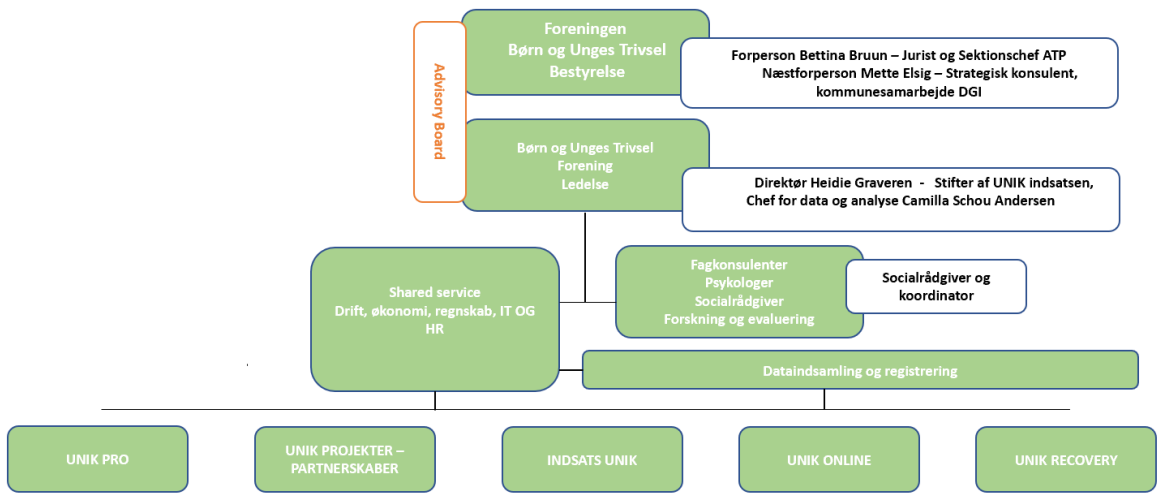 Foreningen
Børn og Unges Trivsel
Bestyrelse
Forperson Bettina Bruun – Jurist og Sektionschef ATP
Næstforperson Mette Elsig – Strategisk konsulent,
kommunesamarbejde DGI
Advisory Board
Børn og Unges Trivsel
Forening
Ledelse
Direktør Heidie Graveren - Stifter af UNIK indsatsen,
Chef for data og analyse Camilla Schou Andersen
Shared service
Drift, økonomi, regnskab, IT OG
HR
Fagkonsulenter
Psykologer
Socialrådgiver
Forskning og evaluering
Socialrådgiver og
koordinator
Dataindsamling og registrering
UNIK PRO
UNIK PROJEKTER –
PARTNERSKABER
INDSATS UNIK
UNIK ONLINE
UNIK RECOVERY